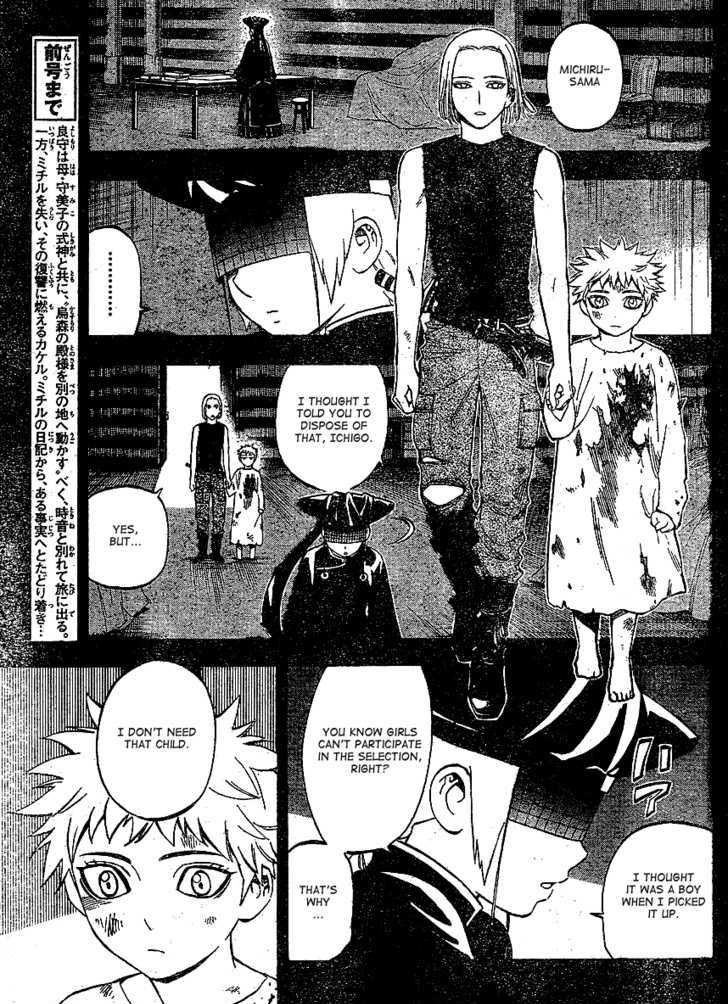 MICHIRU-
SAMA
前号まで
ぜんごう
良守は母・守美子の式神と共に、“烏森の殿様を別の地へ動かす”べく、時音と別れて旅に出る。
一方、ミチルを失い、その復讐に燃えるカケル。ミチルの日記から、ある事実へとたどり着き…
…………
I THOUGHT I
TOLD YOU TO
DISPOSE OF
THAT, ICHIGO.
YES,
BUT...
YOU KNOW GIRLS
CAN'T PARTICIPATE
IN THE SELECTION,
RIGHT?
I THOUGHT
IT WAS A BOY
WHEN I PICKED
IT UP.
THAT'S
WHY
...
I DON'T NEED
THAT CHILD.